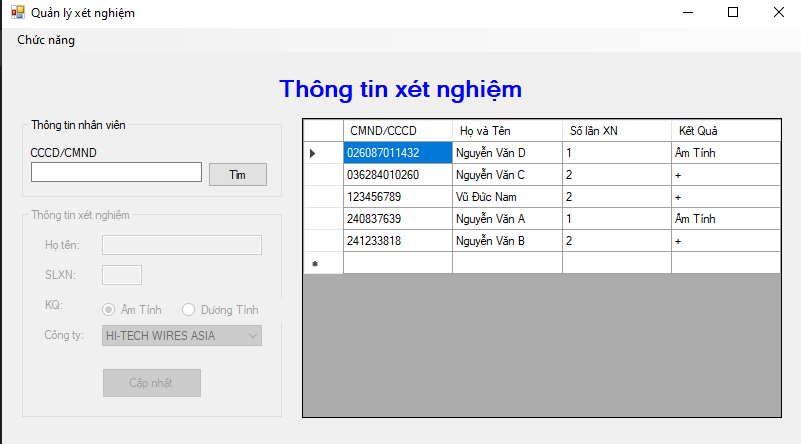 Quản lý xét nghiệm
Chức năng
Thông tin xét nghiệm
Thông tin nhân viên
CCCD/CMND
Tìm
Thông tin xét nghiệm
Họ tên:
SLXN:
KQ: Âm Tính Dương Tính
Công ty: HI-TECH WIRES ASIA
Cập nhật
CMND/CCCD Họ và Tên Số lần XN Kết Quả
026087011432 Nguyễn Văn D 1 Âm Tính
036284010260 Nguyễn Văn C 2 +
123456789 Vũ Đức Nam 2 +
240837639 Nguyễn Văn A 1 Âm Tính
241233818 Nguyễn Văn B 2 +